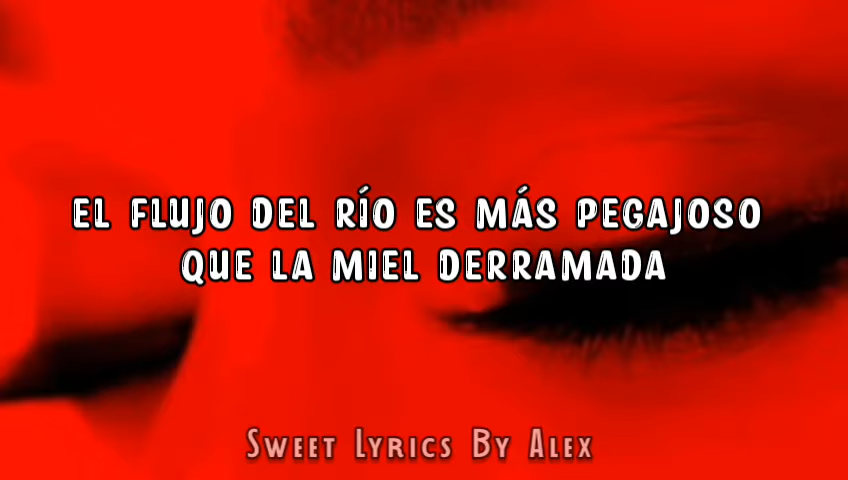 EL FLUJO DEL RÍO ES MÁS PEGAJOSO
QUE LA MIEL DERRAMADA
Sweet Lyrics By Alex